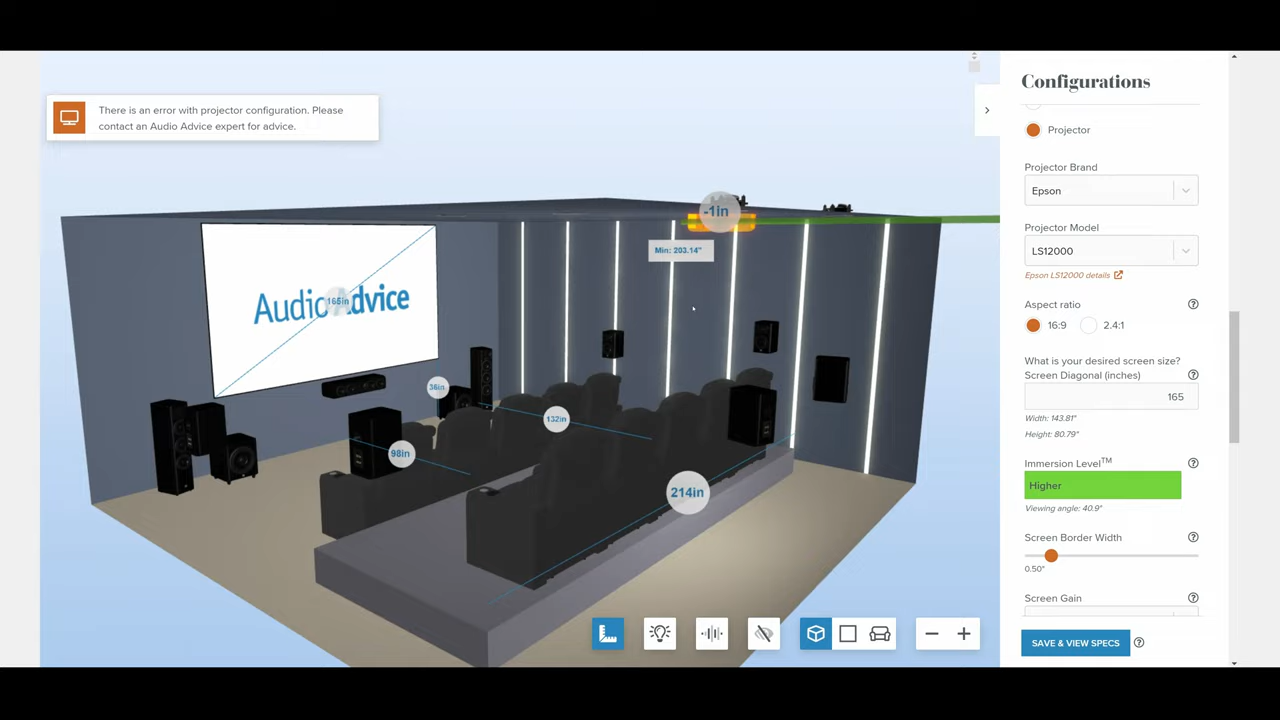 There is an error with projector configuration. Please
contact an Audio Advice expert for advice.
-1in
Min: 203.14"
Audio Advice
165in
36in
132in
98in
214in
Configurations
Projector
Projector Brand
Epson
Projector Model
LS12000
Epson LS12000 details
Aspect ratio
16:9
2.4:1
What is your desired screen size?
Screen Diagonal (inches)
165
Width: 143.81"
Height: 80.79"
Immersion Level™
Higher
Viewing angle: 40.9°
Screen Border Width
0.50"
Screen Gain
SAVE & VIEW SPECS